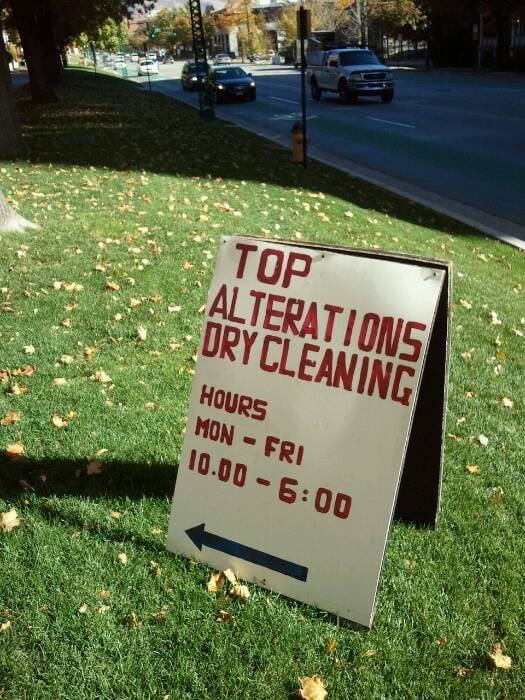 TOP
ALTERATIONS
DRY CLEANING
HOURS
MON - FRI
10.00 - 6:00